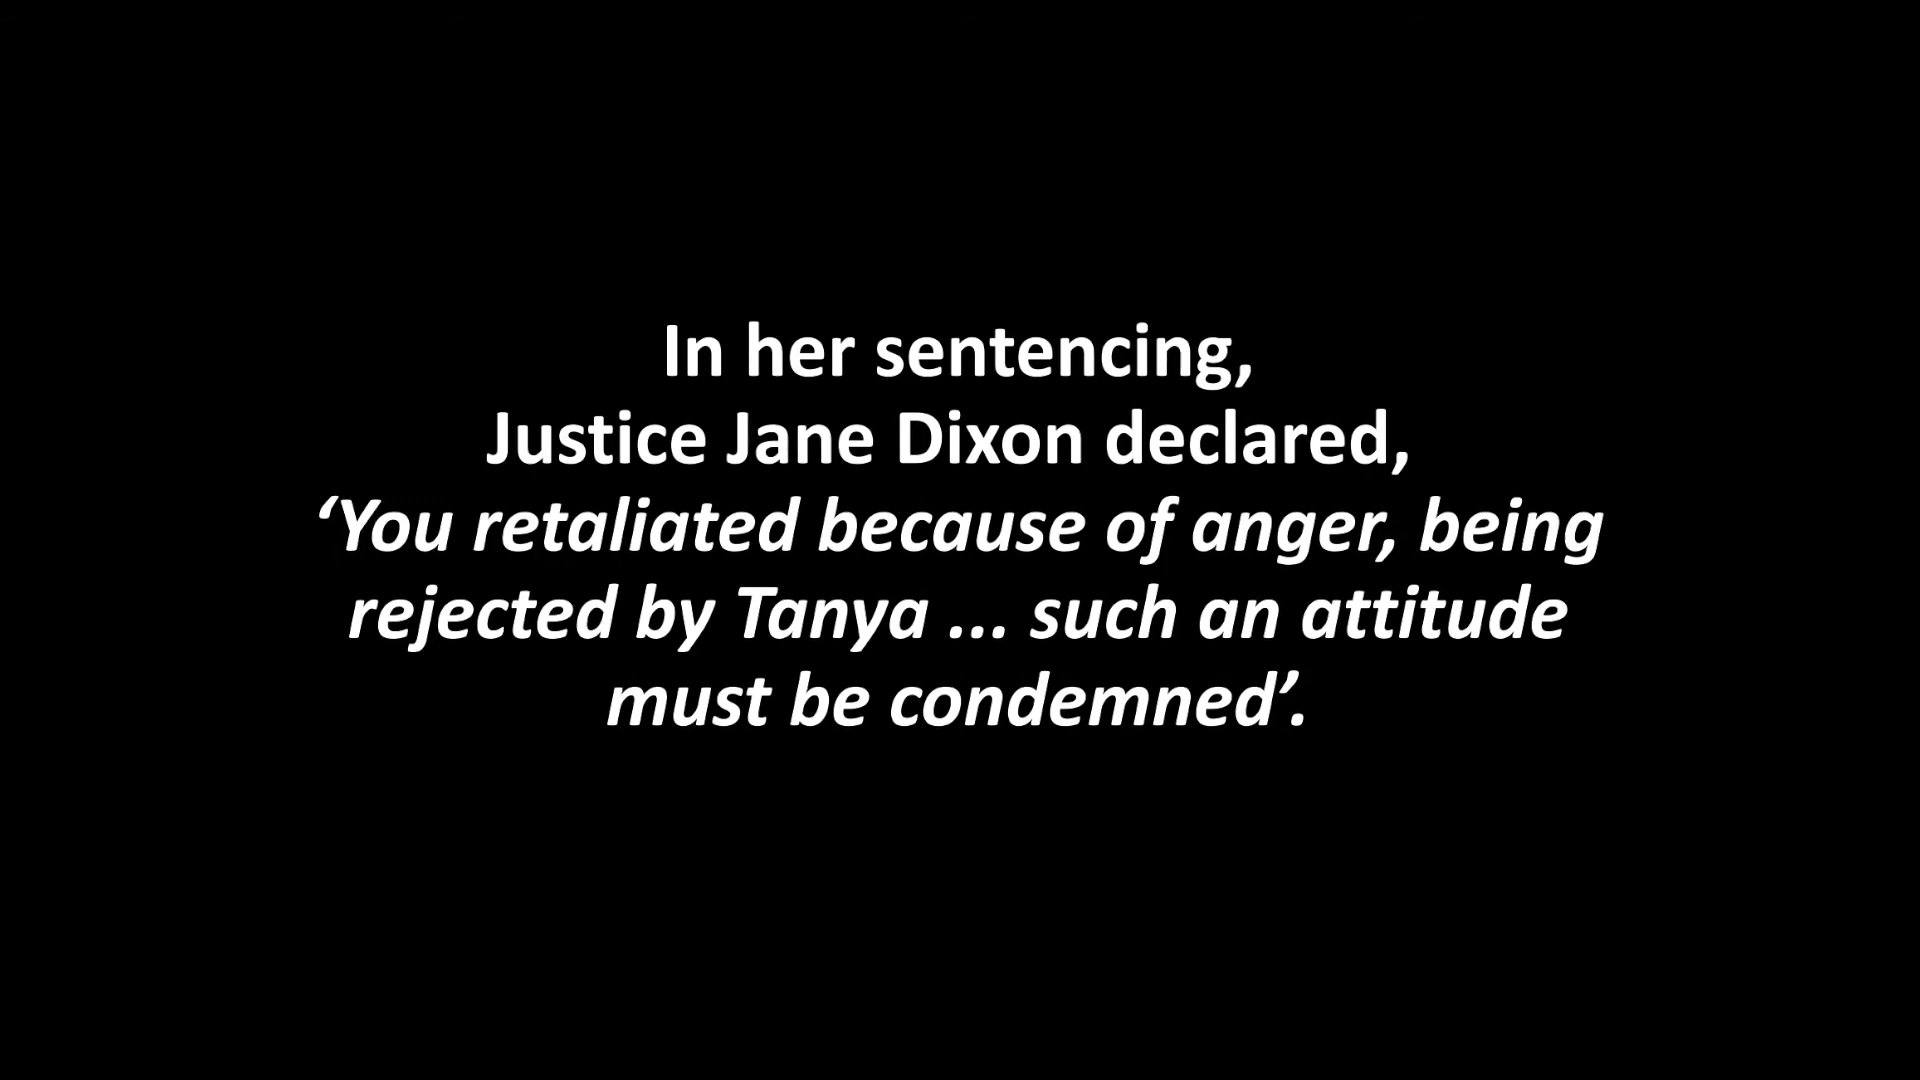 In her sentencing,
Justice Jane Dixon declared,
‘You retaliated because of anger, being
rejected by Tanya ... such an attitude
must be condemned’.